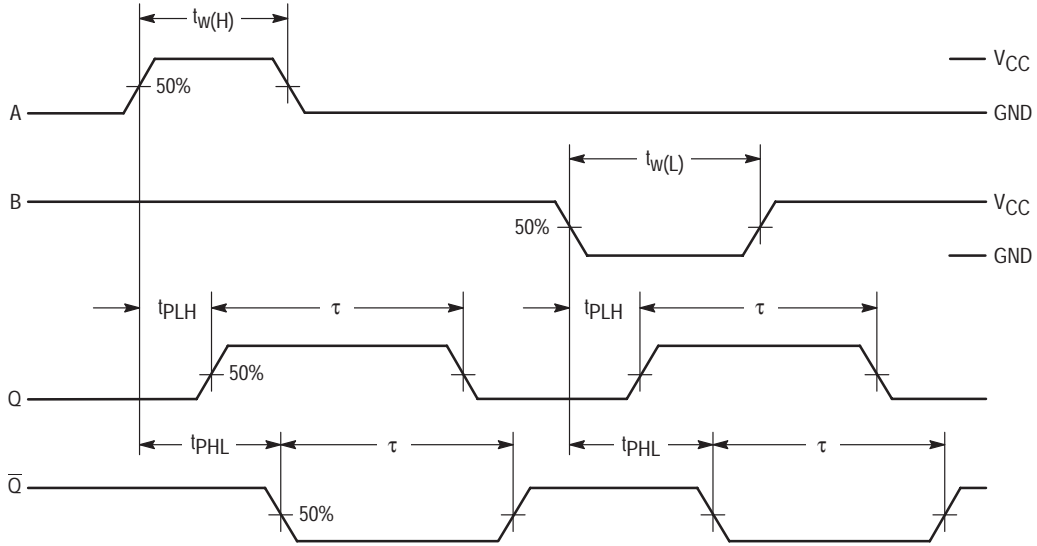 tw(H)
VCC
50%
A GND
tw(L)
B VCC
50%
GND
tPLH τ tPLH τ
50%
Q
tPHL τ tPHL τ
Q̅
50%